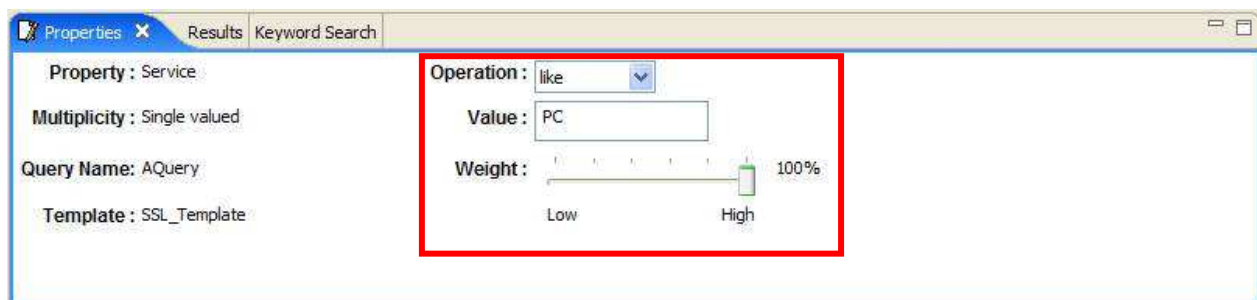 Properties Results Keyword Search
Property : Service
Multiplicity : Single valued
Query Name: AQuery
Template : SSL_Template
Operation : like
Value : PC
Weight : 100%
Low High